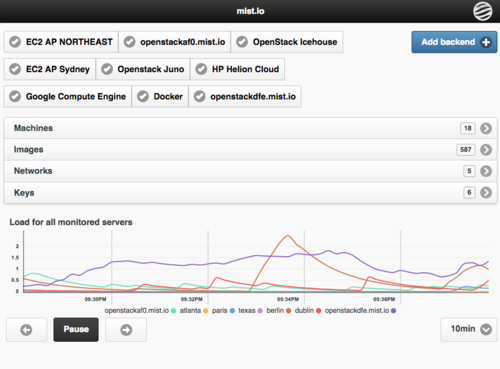 mist.io
EC2 AP NORTHEAST openstackaf0.mist.io OpenStack Icehouse Add backend
EC2 AP Sydney Openstack Juno HP Helion Cloud
Google Compute Engine Docker openstackdfe.mist.io
Machines 18
Images 587
Networks 5
Keys 6
Load for all monitored servers
2
1.5
1
0.5
0
09:30PM 09:32PM 09:34PM 09:36PM
openstackaf0.mist.io atlanta paris texas berlin dublin openstackdfe.mist.io
Pause 10min